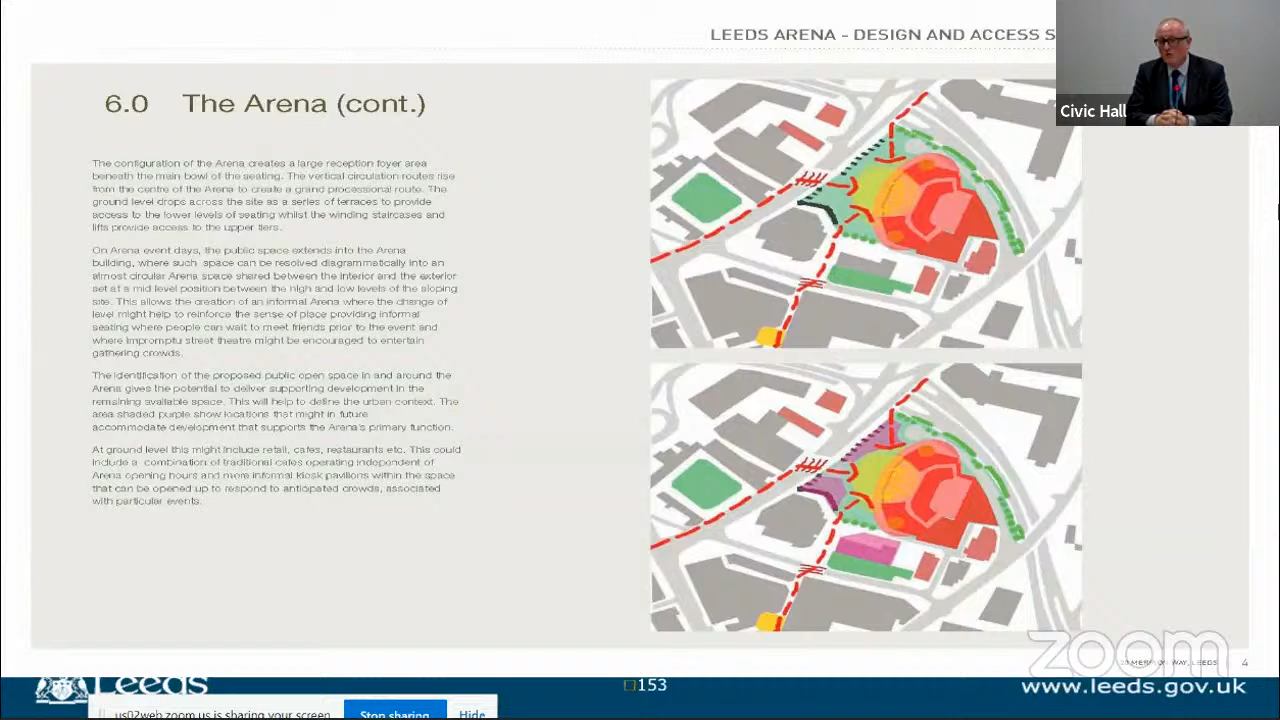 LEEDS ARENA - DESIGN AND ACCESS S
6.0 The Arena (cont.)
Civic Hall
The configuration of the Arena creates a large reception foyer area
beneath the main bowl of the seating. The vertical circulation routes rise
from the centre of the Arena to create a grand processional route. The
ground level drops across the site as a series of terraces to provide
access to the lower levels of seating whilst the winding staircases and
lifts provide access to the upper tiers.
On Arena event days, the public space extends into the Arena
building, where such space can be resolved diagrammatically into an
almost circular Arena space shared between the interior and the exterior
set at a mid level position between the high and low levels of the sloping
site. This allows the creation of an informal Arena where the change of
level might help to reinforce the sense of place providing informal
seating where people can wait to meet friends prior to the event and
where impromptu street theatre might be encouraged to entertain
gathering crowds.
The identification of the proposed public open space in and around the
Arena gives the potential to deliver supporting development in the
remaining available space. This will help to define the urban context. The
area shaded purple show locations that might in future
accommodate development that supports the Arena's primary function.
At ground level this might include retail, cafes, restaurants etc. This could
include a combination of traditional cafes operating independent of
Arena opening hours and more informal kiosk pavilions within the space
that can be opened up to respond to anticipated crowds, associated
with particular events.
zoom
MERRION WAY, LEEDS 4
Leeds
153
www.leeds.gov.uk
us02web.zoom.us is sharing your screen. Stop sharing Hide